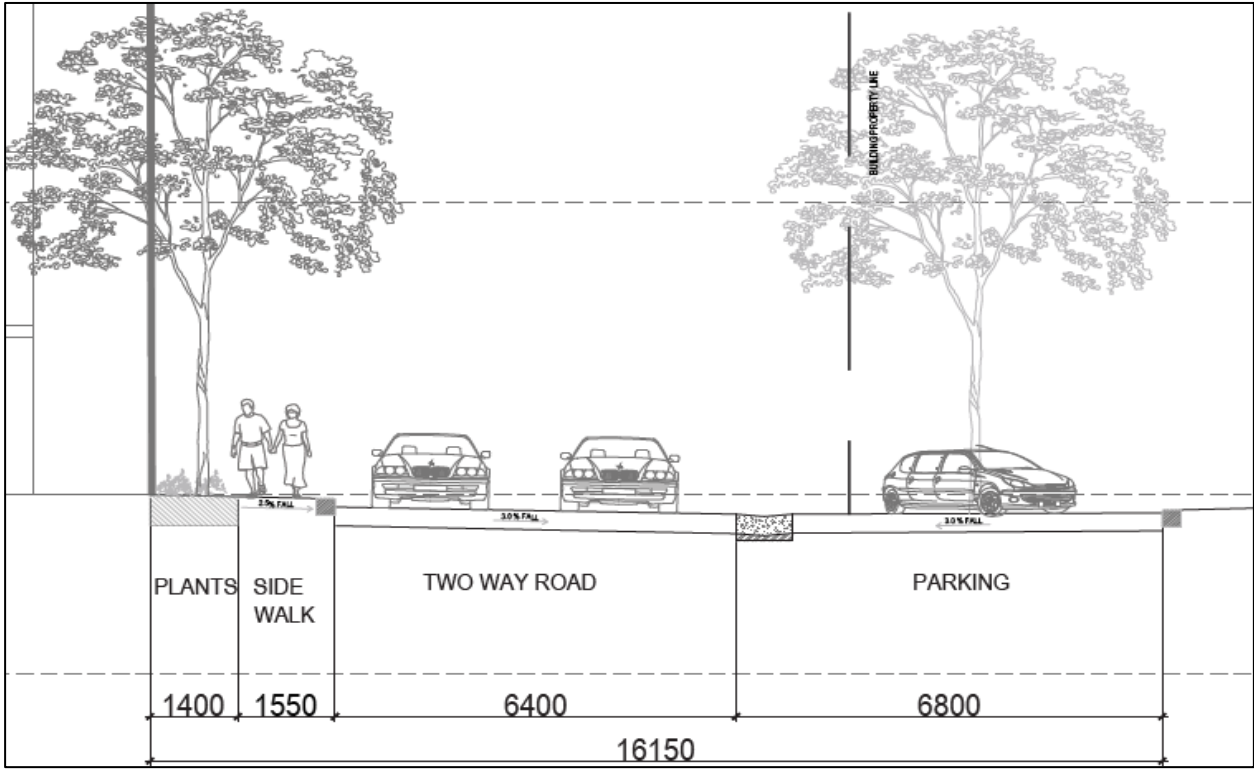 BUILDING PROPERTY LINE
2.5% FALL
3.0 % FALL
3.0 % FALL
PLANTS
SIDE
WALK
TWO WAY ROAD
PARKING
1400
1550
6400
6800
16150